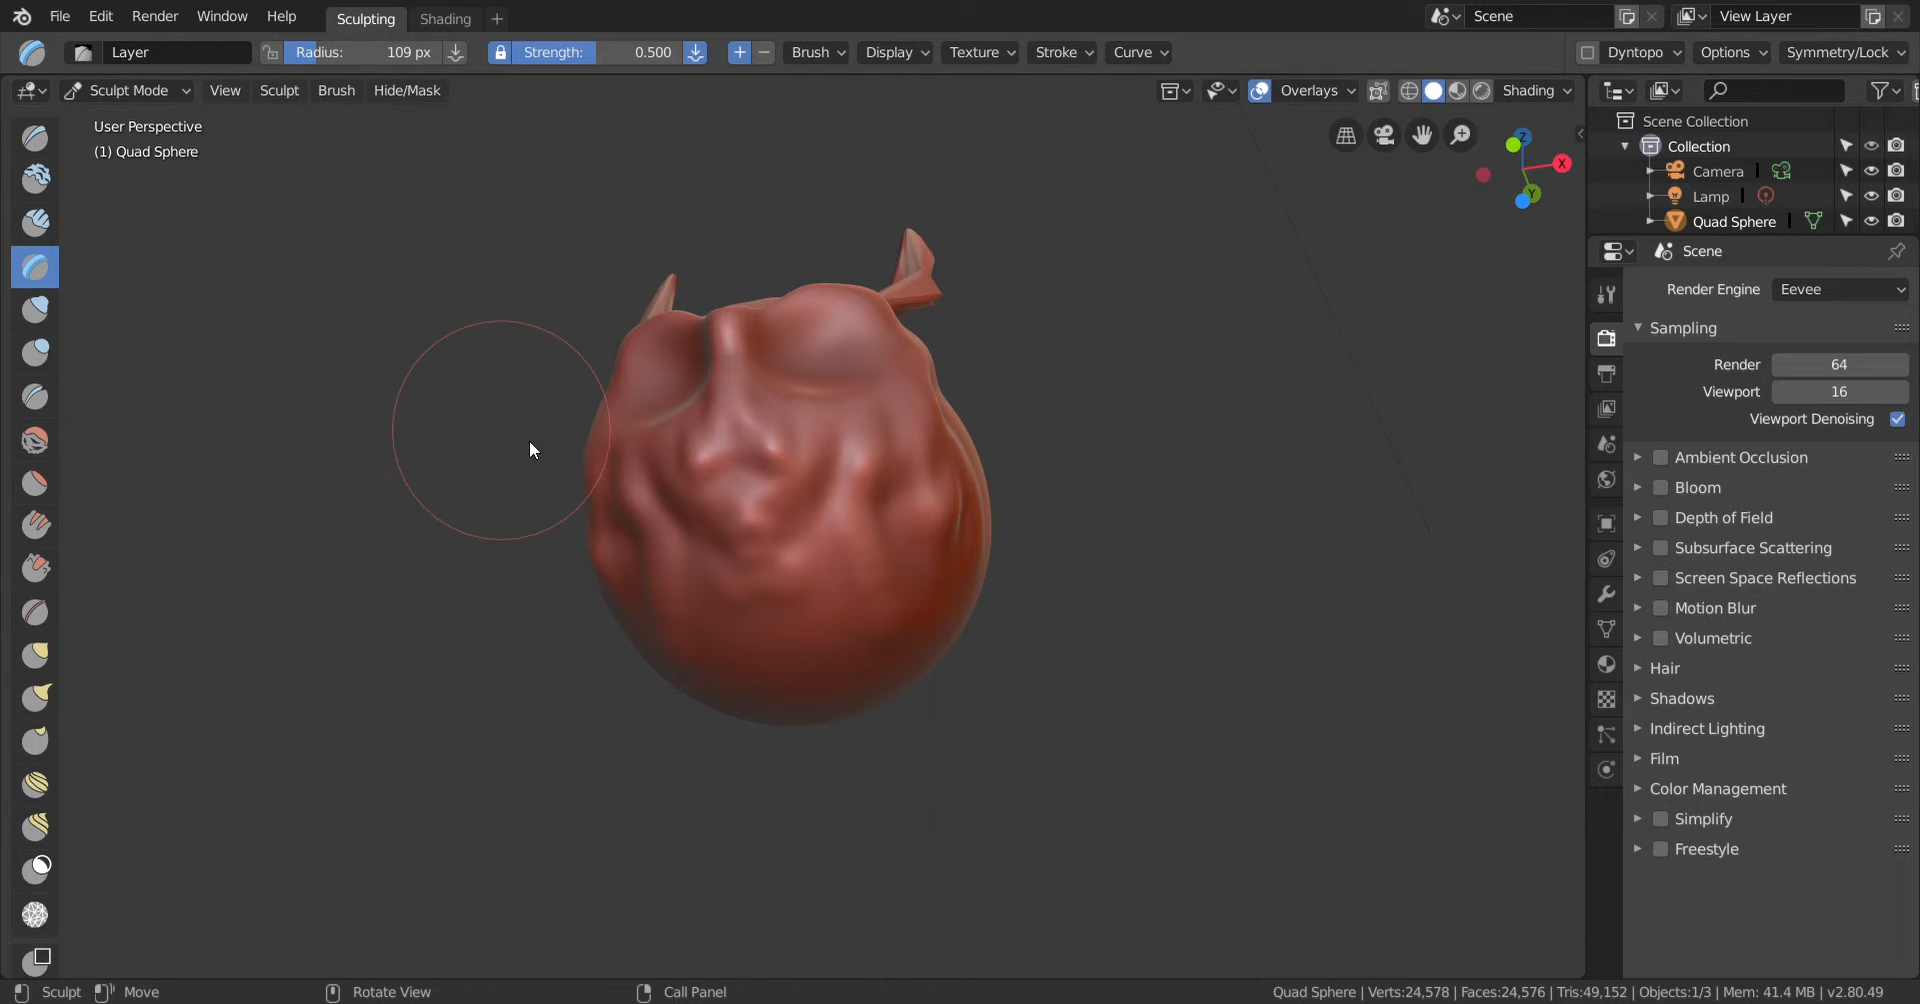 File Edit Render Window Help Sculpting Shading + Scene View Layer
Layer Radius: 109 px Strength: 0.500 + − Brush Display Texture Stroke Curve Dyntopo Options Symmetry/Lock
Sculpt Mode View Sculpt Brush Hide/Mask Overlays Shading
User Perspective
(1) Quad Sphere
Z
X
Y
Scene Collection
Collection
Camera
Lamp
Quad Sphere
Scene
Render Engine Eevee
Sampling
Render 64
Viewport 16
Viewport Denoising
Ambient Occlusion
Bloom
Depth of Field
Subsurface Scattering
Screen Space Reflections
Motion Blur
Volumetric
Hair
Shadows
Indirect Lighting
Film
Color Management
Simplify
Freestyle
Sculpt Move Rotate View Call Panel Quad Sphere | Verts:24,578 | Faces:24,576 | Tris:49,152 | Objects:1/3 | Mem: 41.4 MB | v2.80.49